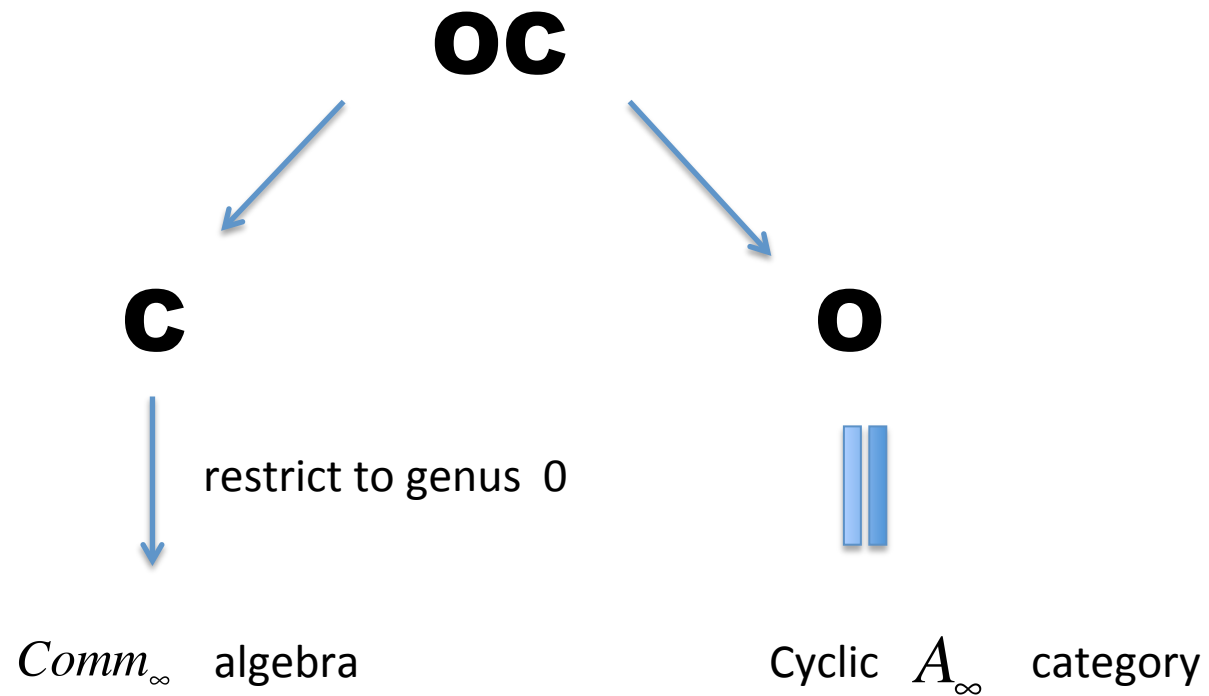 OC
C O
restrict to genus 0
Comm∞ algebra Cyclic A∞ category